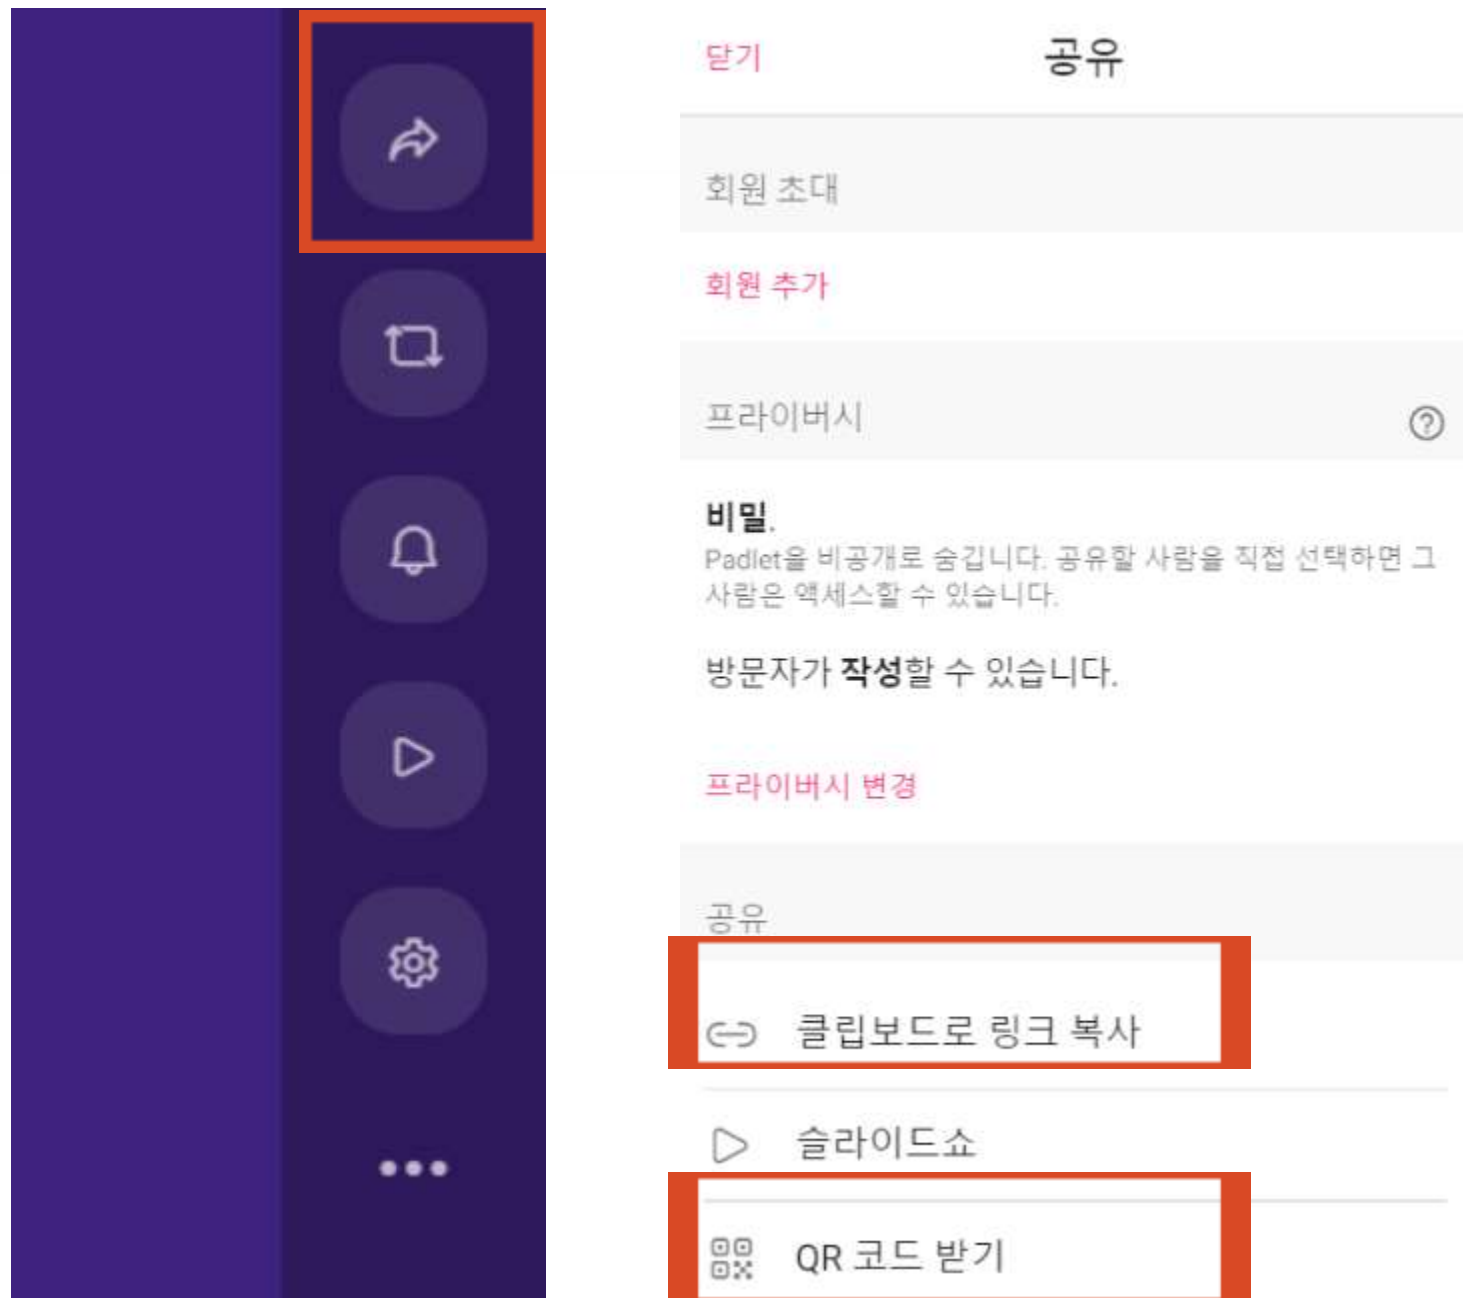 닫기
공유
회원 초대
회원 추가
프라이버시
비밀.
Padlet을 비공개로 숨깁니다. 공유할 사람을 직접 선택하면 그
사람은 액세스할 수 있습니다.
방문자가 작성할 수 있습니다.
프라이버시 변경
공유
클립보드로 링크 복사
슬라이드쇼
QR 코드 받기